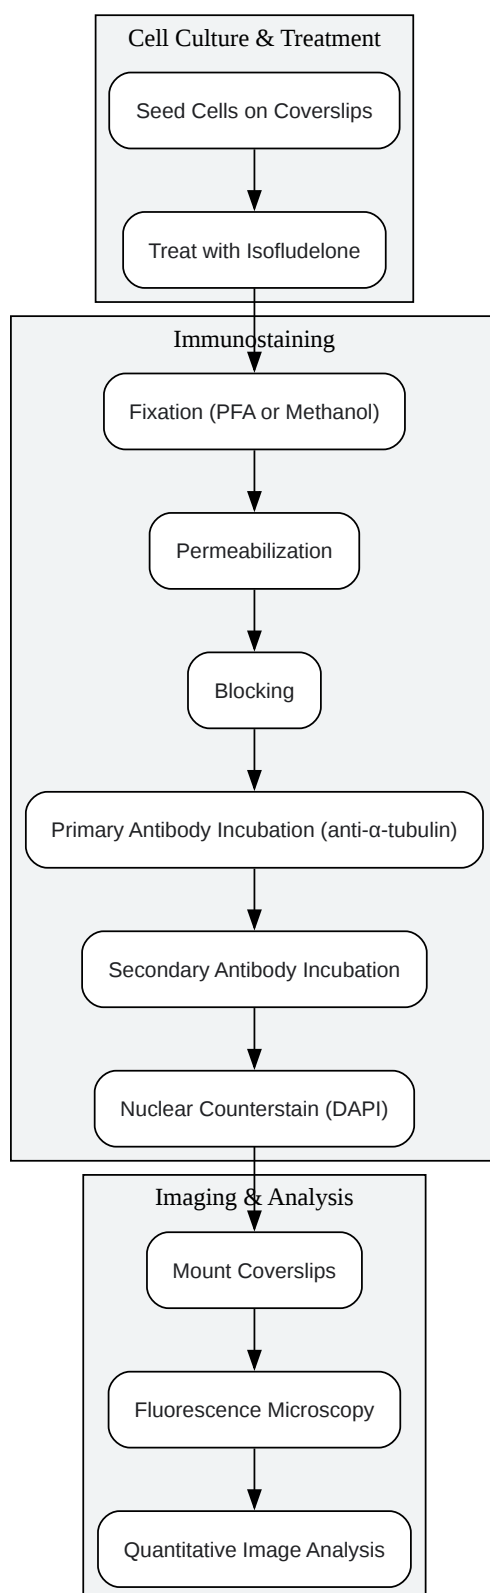 Cell Culture & Treatment
Seed Cells on Coverslips
Treat with Isofludelone
Immunostaining
Fixation (PFA or Methanol)
Permeabilization
Blocking
Primary Antibody Incubation (anti-α-tubulin)
Secondary Antibody Incubation
Nuclear Counterstain (DAPI)
Imaging & Analysis
Mount Coverslips
Fluorescence Microscopy
Quantitative Image Analysis